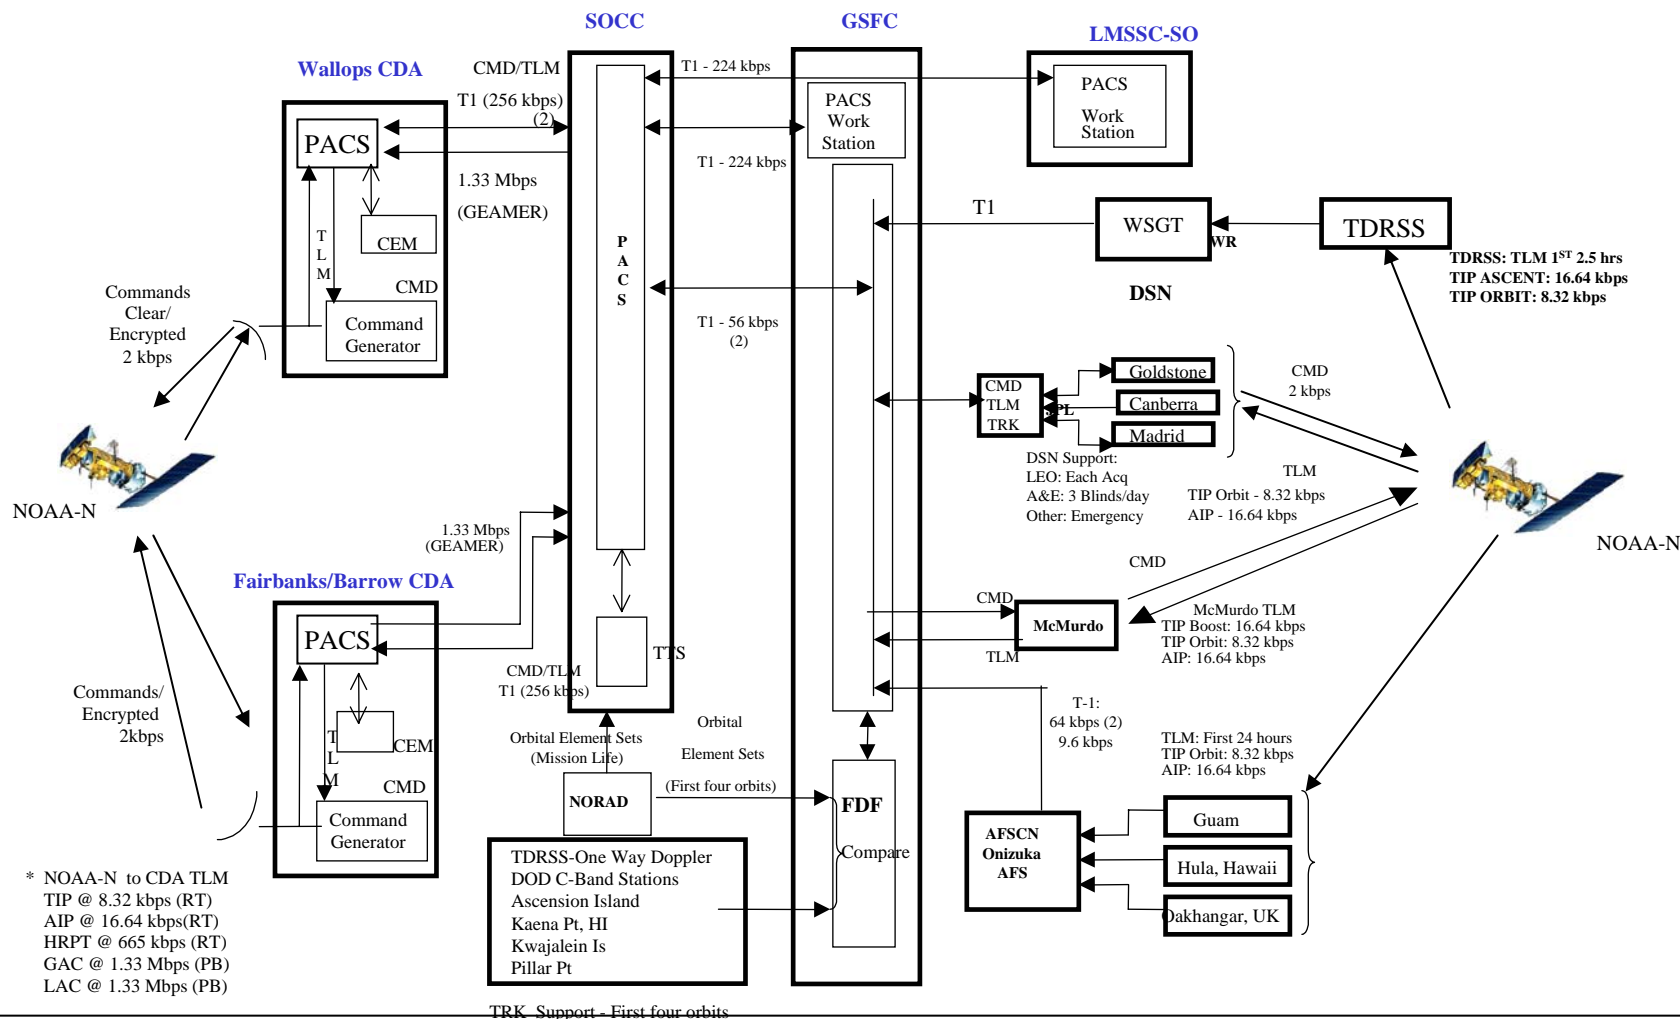 SOCC
GSFC
LMSSC-SO
Wallops CDA
CMD/TLM
T1 (256 kbps)
(2)
T1 - 224 kbps
PACS
Work
Station
PACS
Work
Station
PACS
T1 - 224 kbps
1.33 Mbps
(GEAMER)
CEM
T
L
M
CMD
Command
Generator
Commands
Clear/
Encrypted
2 kbps
P
A
C
S
T1
WSGT
WR
TDRSS
TDRSS: TLM 1ST 2.5 hrs
TIP ASCENT: 16.64 kbps
TIP ORBIT: 8.32 kbps
DSN
T1 - 56 kbps
(2)
CMD
TLM
TRK
JPL
Goldstone
Canberra
Madrid
CMD
2 kbps
DSN Support:
LEO: Each Acq
A&E: 3 Blinds/day
Other: Emergency
TLM
TIP Orbit - 8.32 kbps
AIP - 16.64 kbps
NOAA-N
NOAA-N
1.33 Mbps
(GEAMER)
Fairbanks/Barrow CDA
PACS
CEM
T
L
M
CMD
Command
Generator
Commands/
Encrypted
2kbps
CMD/TLM
T1 (256 kbps)
TTS
CMD
McMurdo
TLM
CMD
McMurdo TLM
TIP Boost: 16.64 kbps
TIP Orbit: 8.32 kbps
AIP: 16.64 kbps
T-1:
64 kbps (2)
9.6 kbps
TLM: First 24 hours
TIP Orbit: 8.32 kbps
AIP: 16.64 kbps
Orbital Element Sets
(Mission Life)
Orbital
Element Sets
(First four orbits)
NORAD
FDF
Compare
AFSCN
Onizuka
AFS
Guam
Hula, Hawaii
Oakhangar, UK
TDRSS-One Way Doppler
DOD C-Band Stations
Ascension Island
Kaena Pt, HI
Kwajalein Is
Pillar Pt
TRK Support - First four orbits
* NOAA-N to CDA TLM
TIP @ 8.32 kbps (RT)
AIP @ 16.64 kbps(RT)
HRPT @ 665 kbps (RT)
GAC @ 1.33 Mbps (PB)
LAC @ 1.33 Mbps (PB)